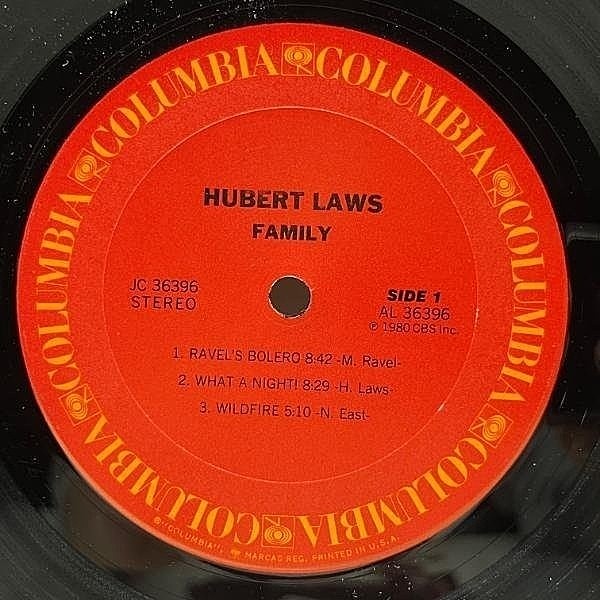 COLUMBIA COLUMBIA COLUMBIA COLUMBIA COLUMBIA COLUMBIA
HUBERT LAWS
FAMILY
JC 36396
STEREO
SIDE 1
AL 36396
℗ 1980 CBS Inc.
1. RAVEL'S BOLERO 8:42 -M. Ravel-
2. WHAT A NIGHT! 8:29 -H. Laws-
3. WILDFIRE 5:10 -N. East-
"COLUMBIA", MARCAS REG. PRINTED IN U.S.A.